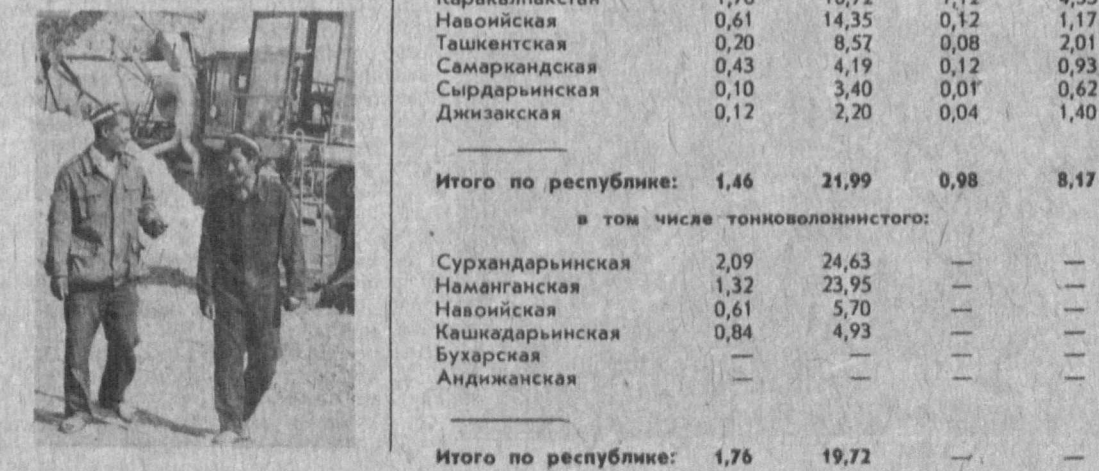 Каракалпакстан
Навоийская 0,61 14,35 0,12 1,17
Ташкентская 0,20 8,57 0,08 2,01
Самаркандская 0,43 4,19 0,12 0,93
Сырдарьинская 0,10 3,40 0,01 0,62
Джизакская 0,12 2,20 0,04 1,40
Итого по республике: 1,46 21,99 0,98 8,17
в том числе тонковолокнистого:
Сурхандарьинская 2,09 24,63 — —
Наманганская 1,32 23,95 — —
Навоийская 0,61 5,70 — —
Кашкадарьинская 0,84 4,93 — —
Бухарская — — — —
Андижанская — — — —
Итого по республике: 1,76 19,72 — —